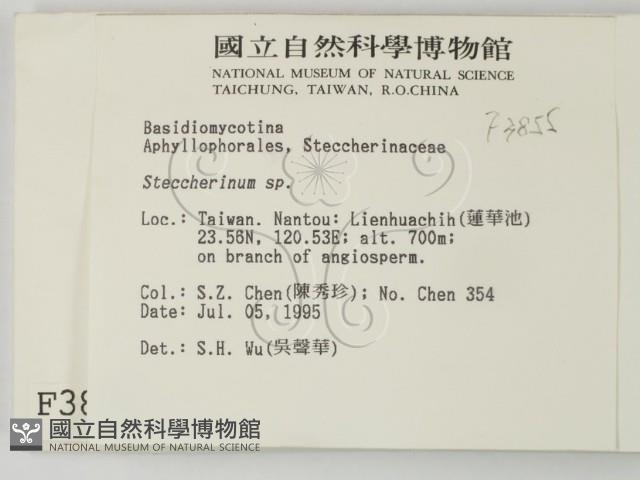 國立自然科學博物館
NATIONAL MUSEUM OF NATURAL SCIENCE
TAICHUNG, TAIWAN, R.O.CHINA
F3855
Basidiomycotina
Aphyllophorales, Steccherinaceae
Steccherinum sp.
Loc.: Taiwan. Nantou: Lienhuachih(蓮華池)
23.56N, 120.53E; alt. 700m;
on branch of angiosperm.
Col.: S.Z. Chen(陳秀珍); No. Chen 354
Date: Jul. 05, 1995
Det.: S.H. Wu(吳聲華)
F38
國立自然科學博物館
NATIONAL MUSEUM OF NATURAL SCIENCE